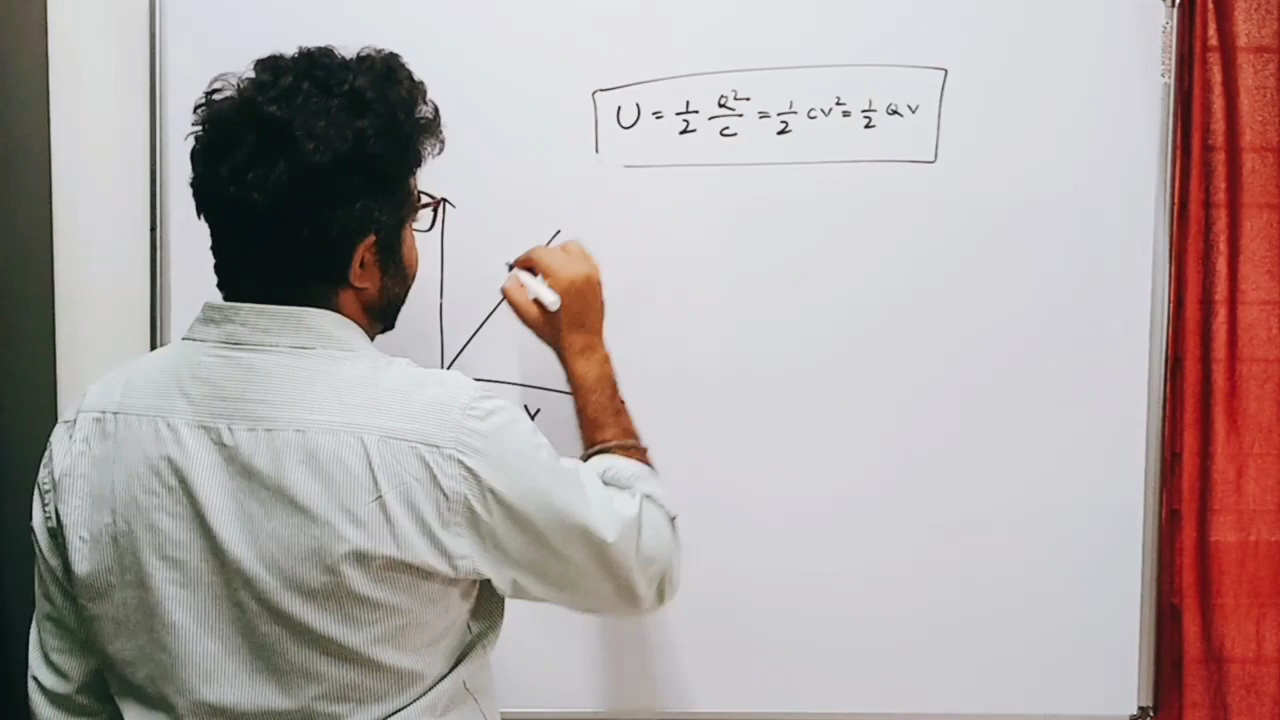 U = 1/2 Q²/C = 1/2 CV² = 1/2 QV
V